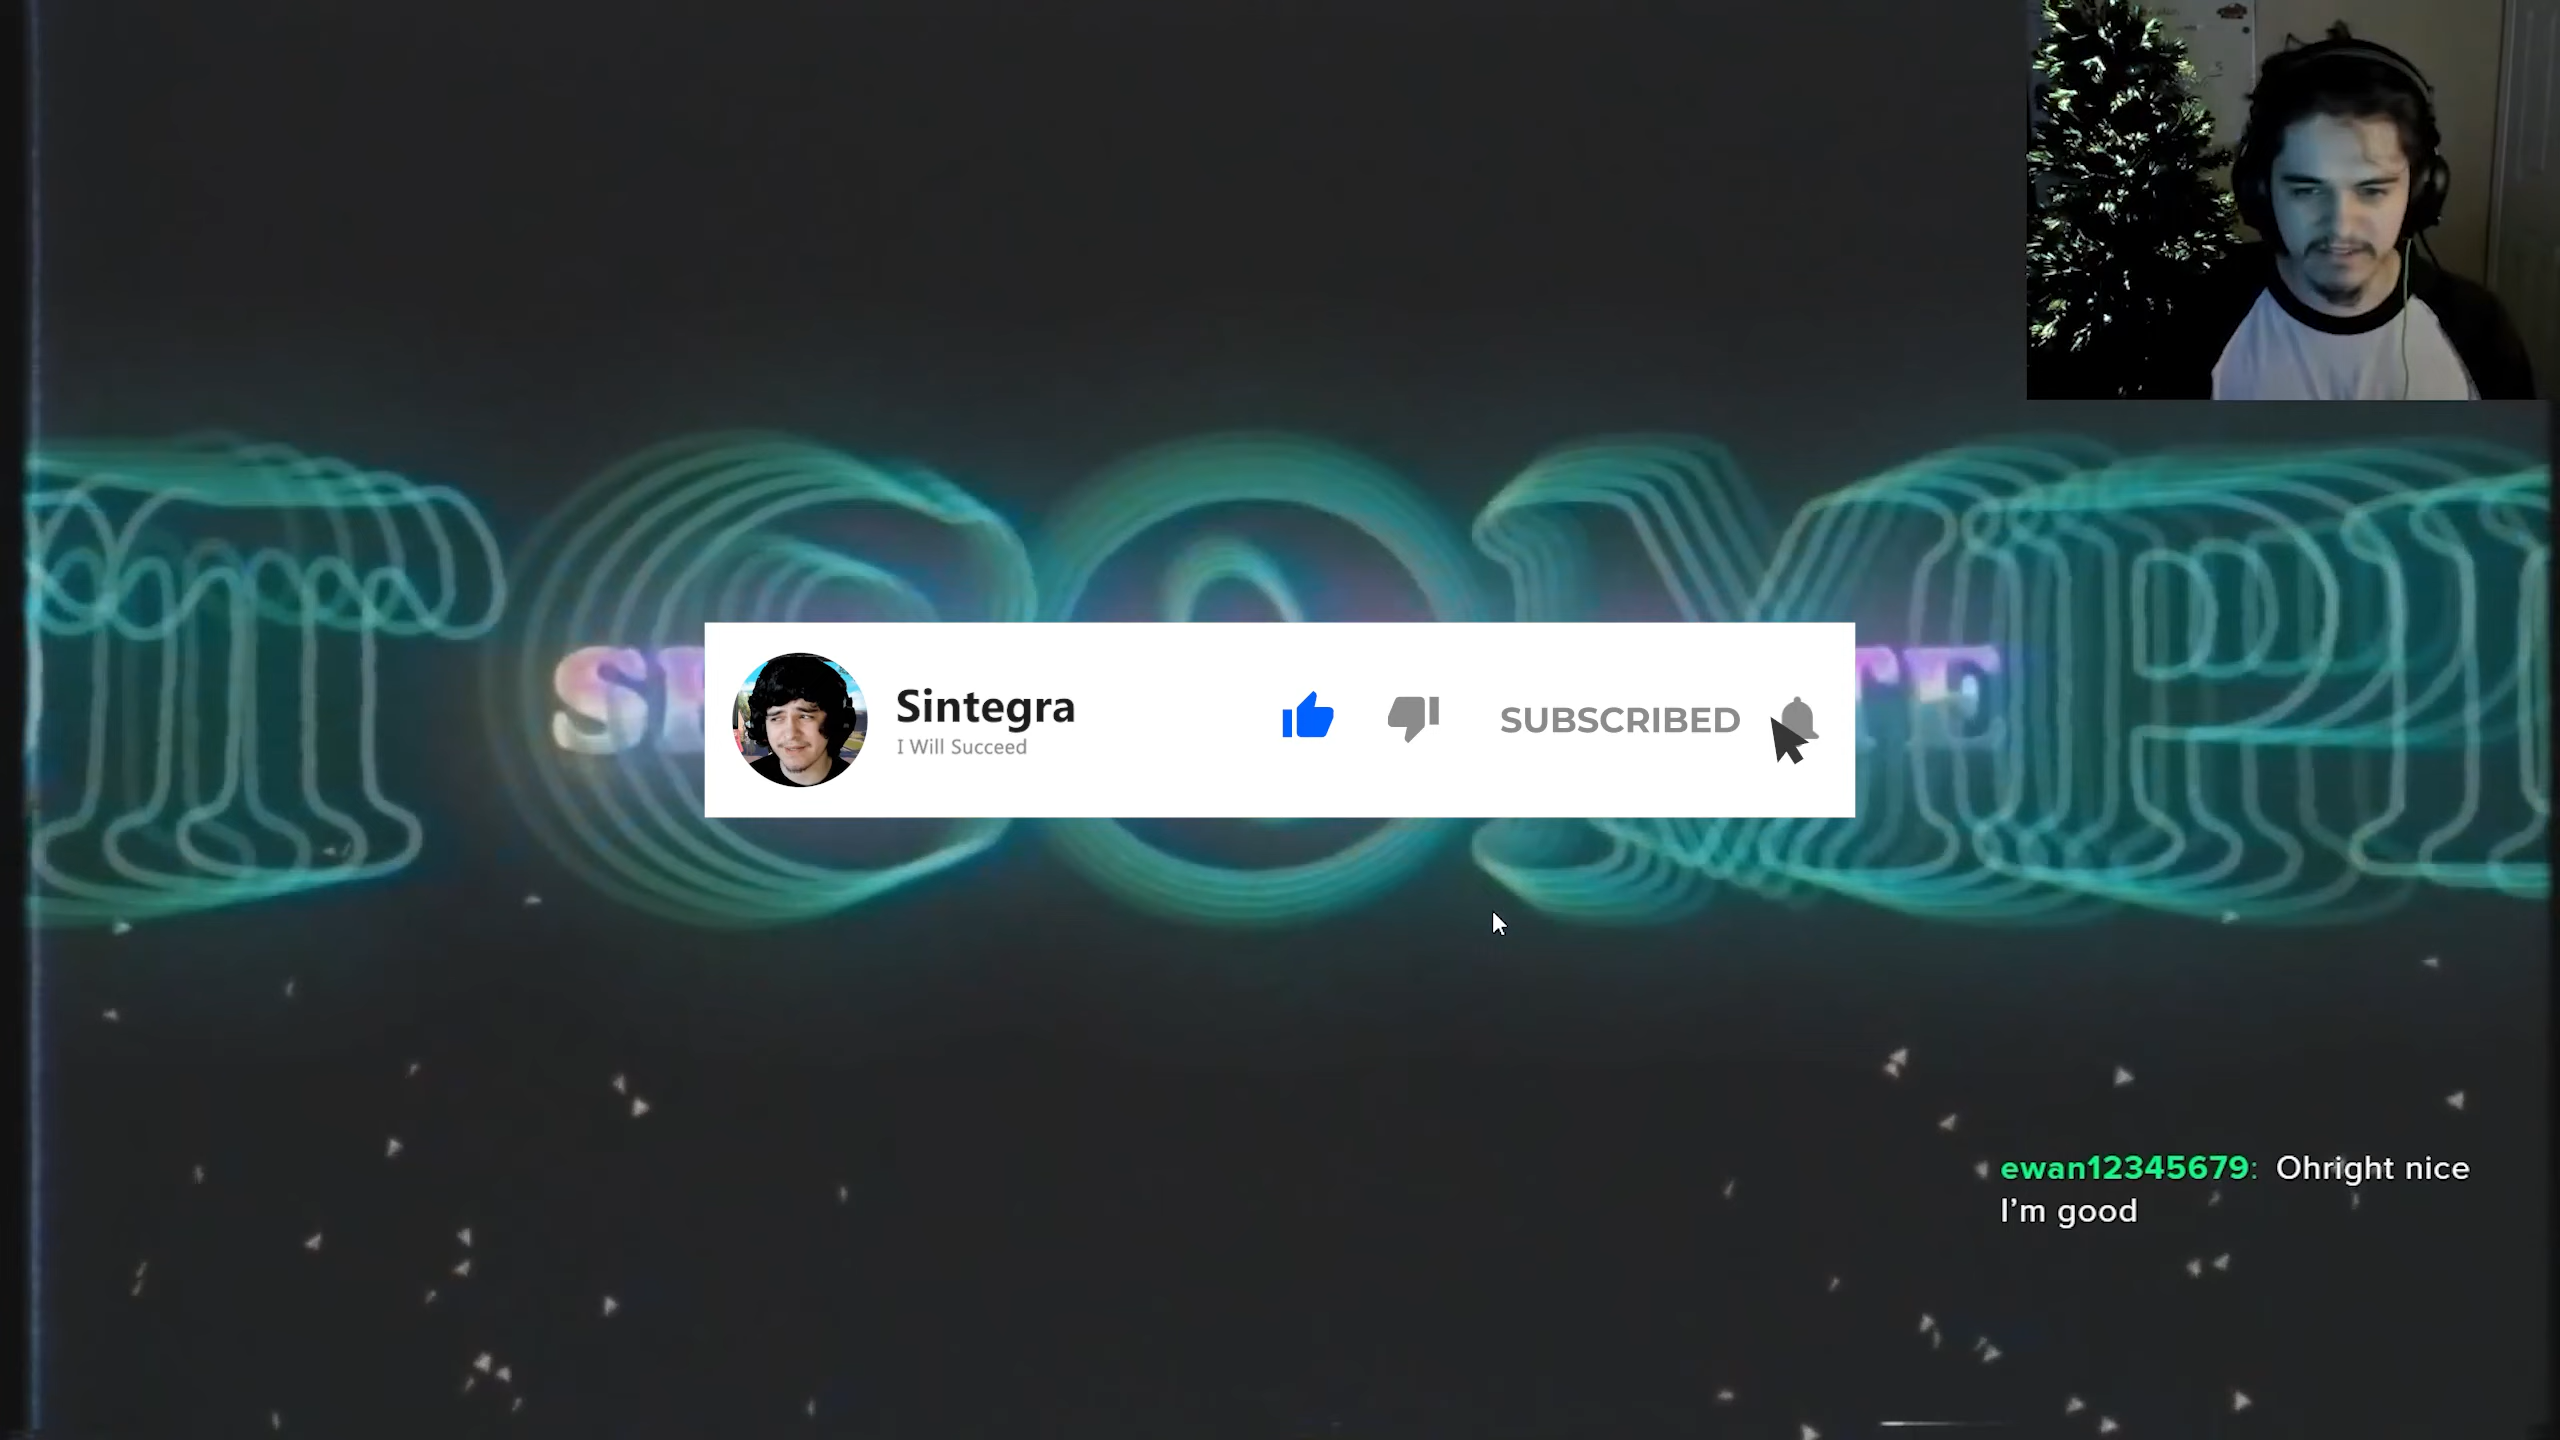 Sintegra
I Will Succeed
SUBSCRIBED
ewan12345679: Ohright nice
I'm good